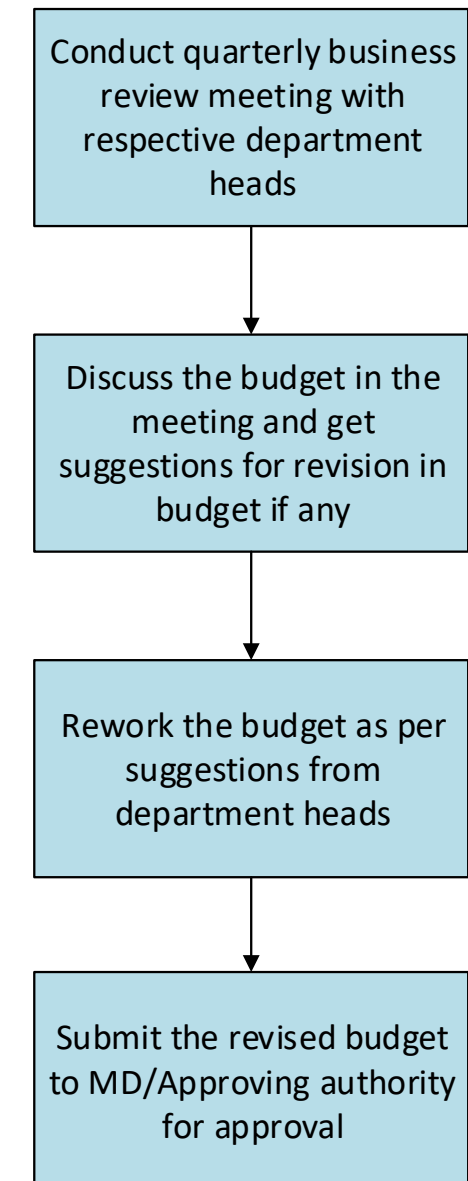 Conduct quarterly business
review meeting with
respective department
heads
Discuss the budget in the
meeting and get
suggestions for revision in
budget if any
Rework the budget as per
suggestions from
department heads
Submit the revised budget
to MD/Approving authority
for approval